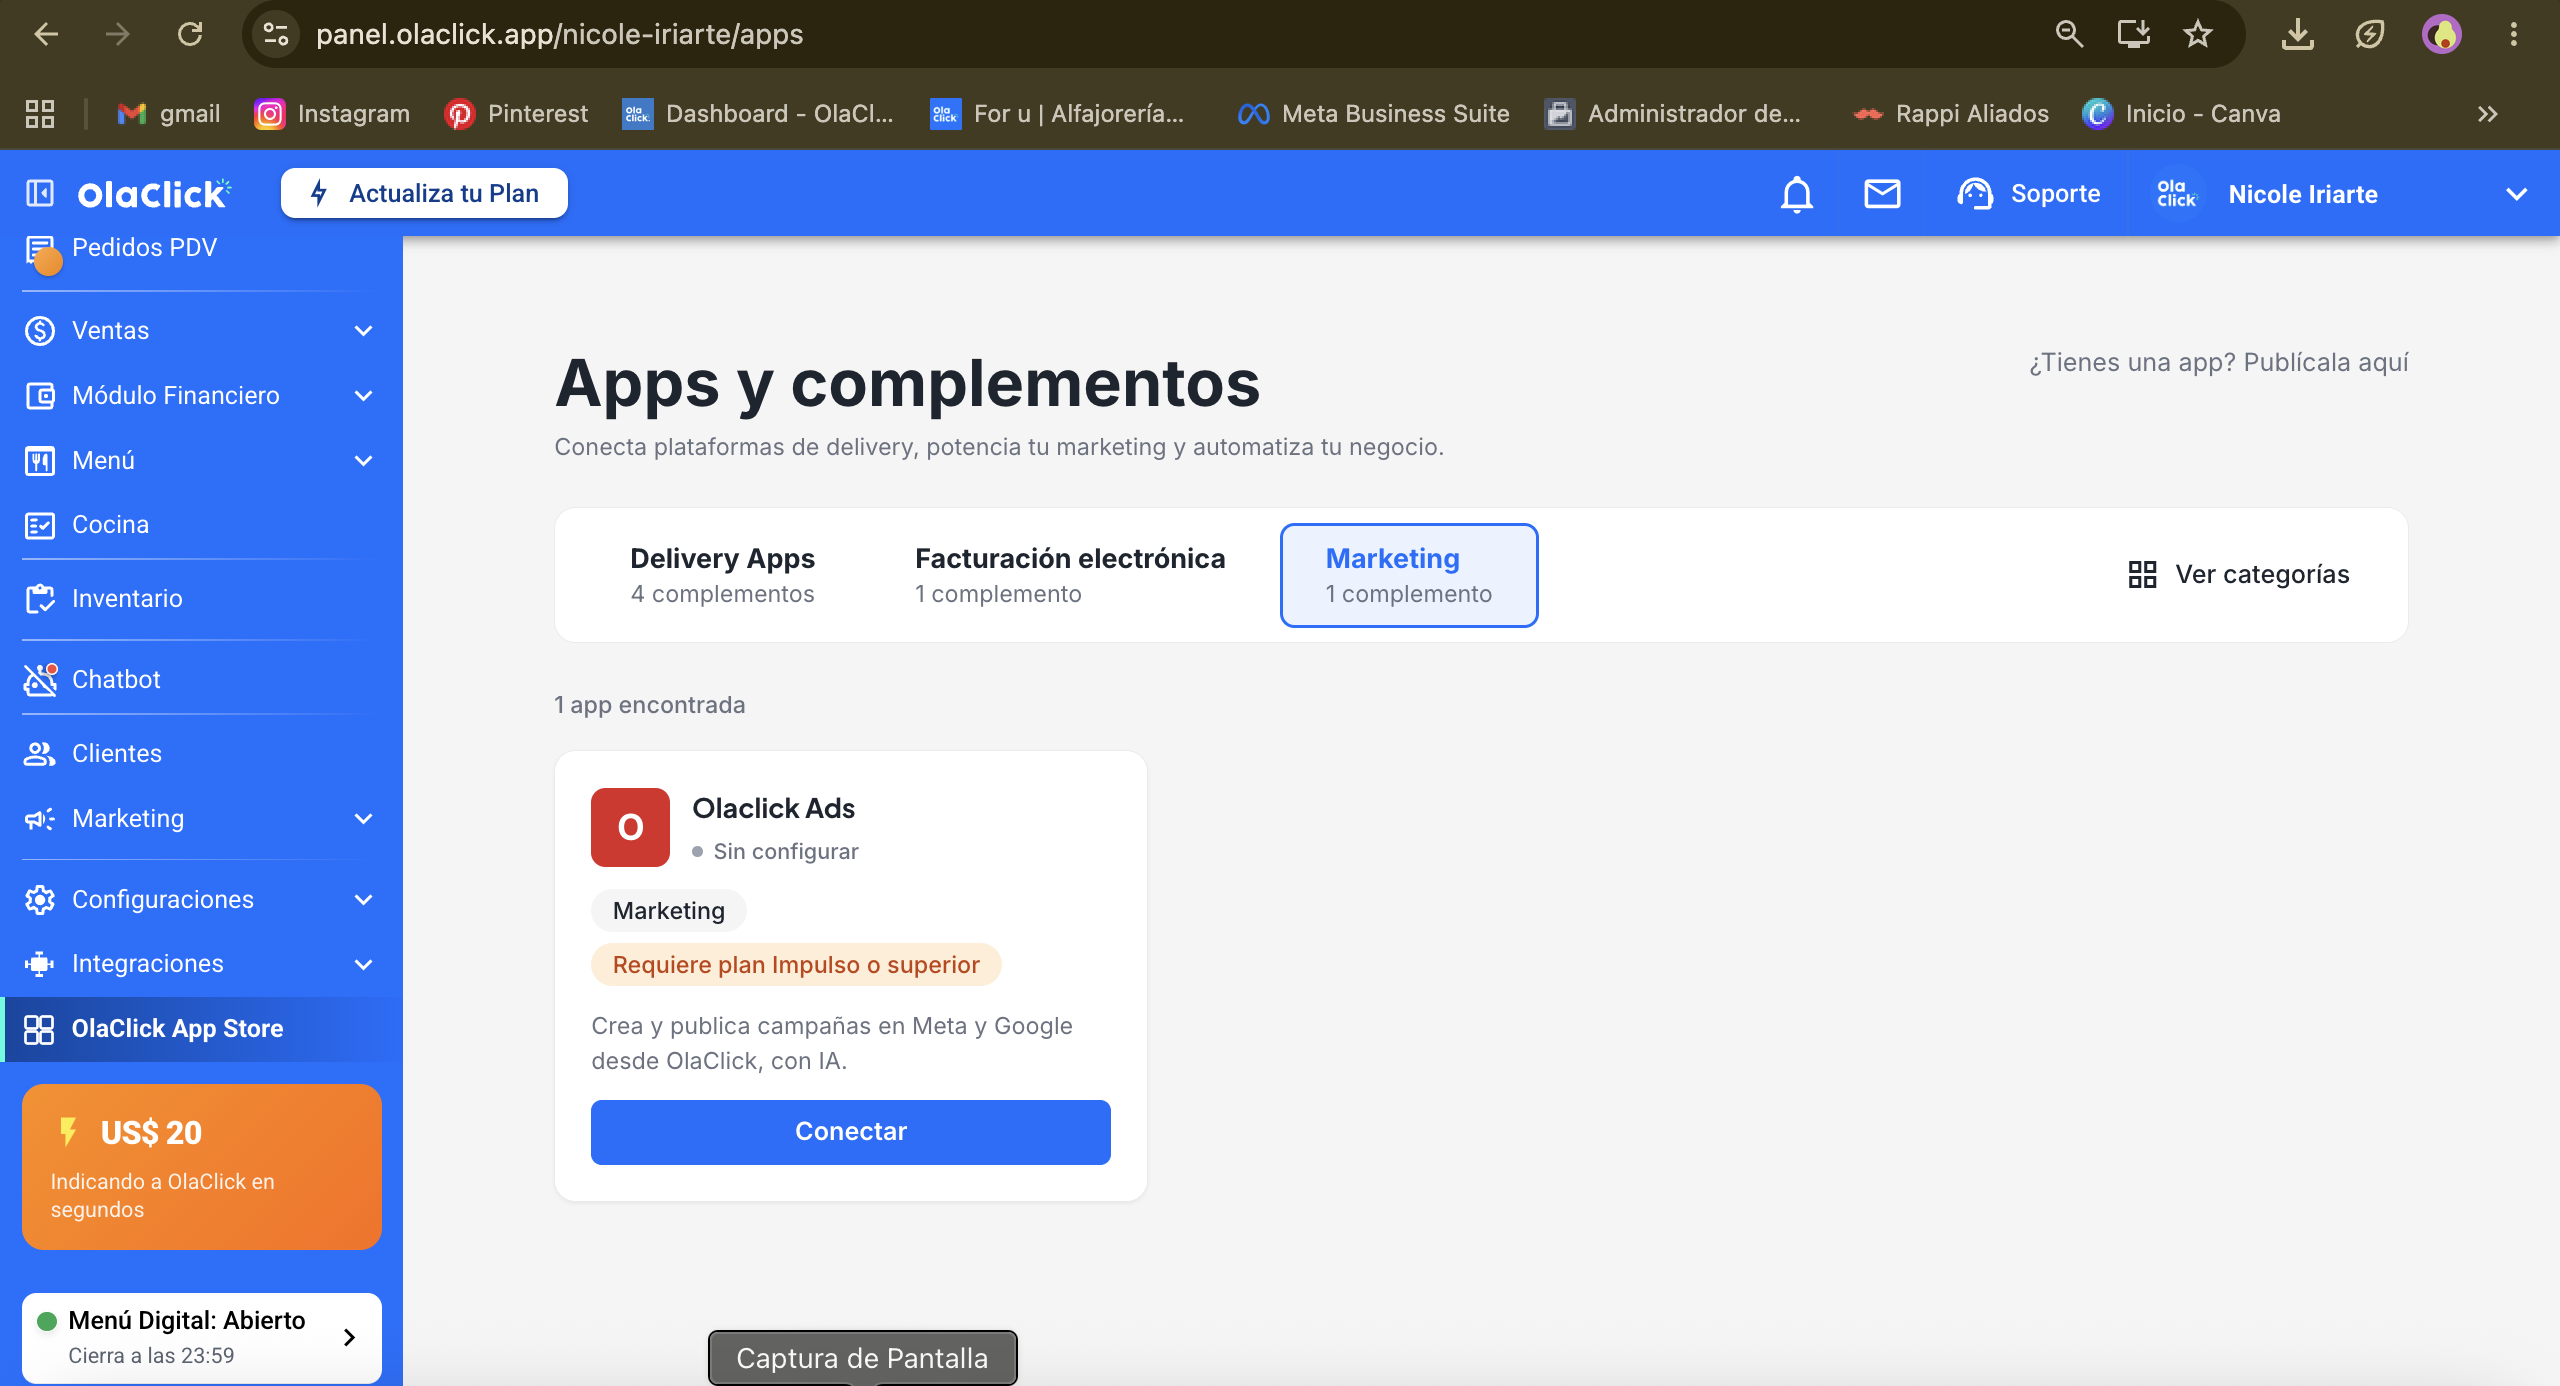 panel.olaclick.app/nicole-iriarte/apps
gmail
Instagram
Pinterest
Ola Click.
Dashboard - OlaCl...
Ola Click
For u | Alfajorería...
Meta Business Suite
Administrador de...
Rappi Aliados
Inicio - Canva
olaclick
Actualiza tu Plan
Soporte
Ola Click
Nicole Iriarte
Pedidos PDV
Ventas
Módulo Financiero
Menú
Cocina
Inventario
Chatbot
Clientes
Marketing
Configuraciones
Integraciones
OlaClick App Store
US$ 20
Indicando a OlaClick en
segundos
Menú Digital: Abierto
Cierra a las 23:59
Apps y complementos
¿Tienes una app? Publícala aquí
Conecta plataformas de delivery, potencia tu marketing y automatiza tu negocio.
Delivery Apps
4 complementos
Facturación electrónica
1 complemento
Marketing
1 complemento
Ver categorías
1 app encontrada
O
Olaclick Ads
Sin configurar
Marketing
Requiere plan Impulso o superior
Crea y publica campañas en Meta y Google
desde OlaClick, con IA.
Conectar
Captura de Pantalla